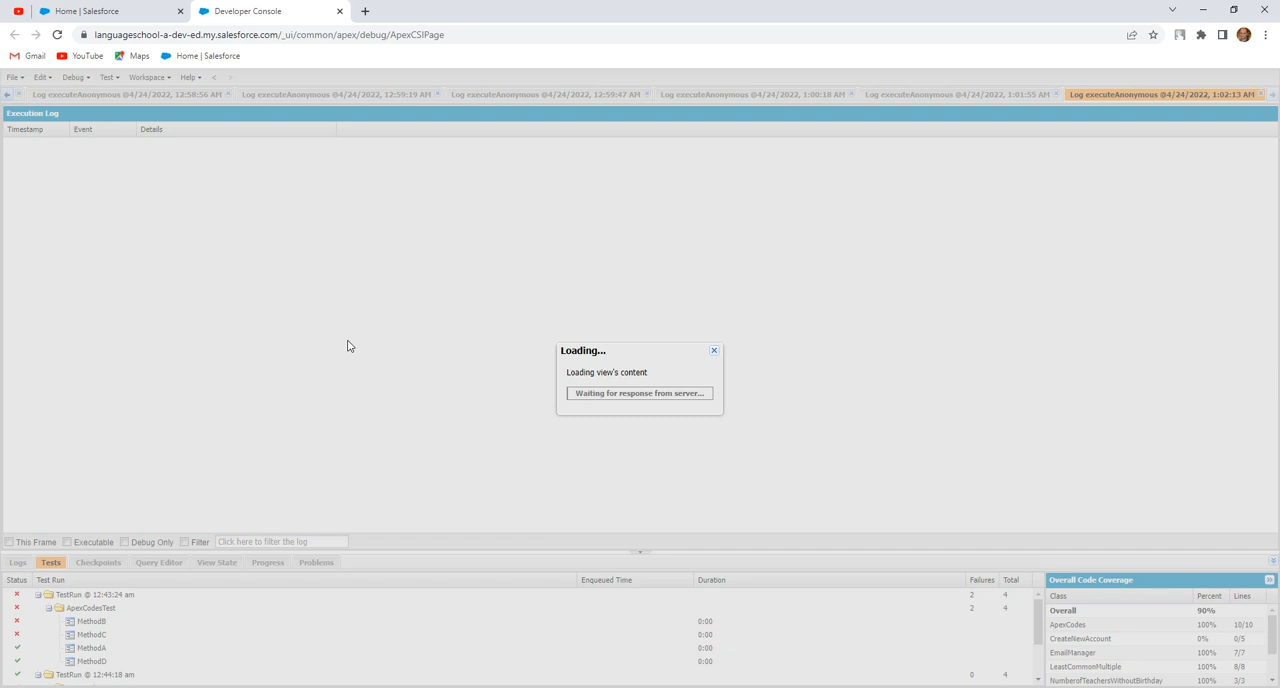 Home | Salesforce
Developer Console
languageschool-a-dev-ed.my.salesforce.com/_ui/common/apex/debug/ApexCSIPage
Gmail YouTube Maps Home | Salesforce
File Edit Debug Test Workspace Help < >
Log executeAnonymous @4/24/2022, 12:58:56 AM Log executeAnonymous @4/24/2022, 12:59:19 AM Log executeAnonymous @4/24/2022, 12:59:47 AM Log executeAnonymous @4/24/2022, 1:00:18 AM Log executeAnonymous @4/24/2022, 1:01:55 AM Log executeAnonymous @4/24/2022, 1:02:13 AM
Execution Log
Timestamp Event Details
Loading...
Loading view's content
Waiting for response from server...
This Frame Executable Debug Only Filter Click here to filter the log
Logs Tests Checkpoints Query Editor View State Progress Problems
Status Test Run Enqueued Time Duration Failures Total
TestRun @ 12:43:24 am 2 4
ApexCodesTest 2 4
MethodB 0:00
MethodC 0:00
MethodA 0:00
MethodD 0:00
TestRun @ 12:44:18 am 0 4
Overall Code Coverage
Class Percent Lines
Overall 90%
ApexCodes 100% 10/10
CreateNewAccount 0% 0/5
EmailManager 100% 7/7
LeastCommonMultiple 100% 8/8
NumberofTeachersWithoutBirthday 100% 3/3